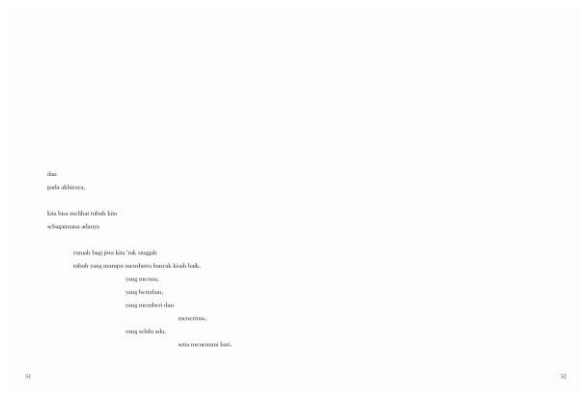 dan
pada akhirnya,
kita bisa melihat tubuh kita
sebagaimana adanya
rumah bagi jiwa kita 'tuk singgah
tubuh yang mampu membawa banyak kisah baik.
yang merasa,
yang bertahan,
yang memberi dan
menerima,
yang selalu ada,
setia menemani hari.
51
52